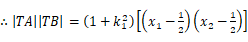 ∴ |TA||TB| = (1 + k₁²)[(x₁ − 1/2)(x₂ − 1/2)]